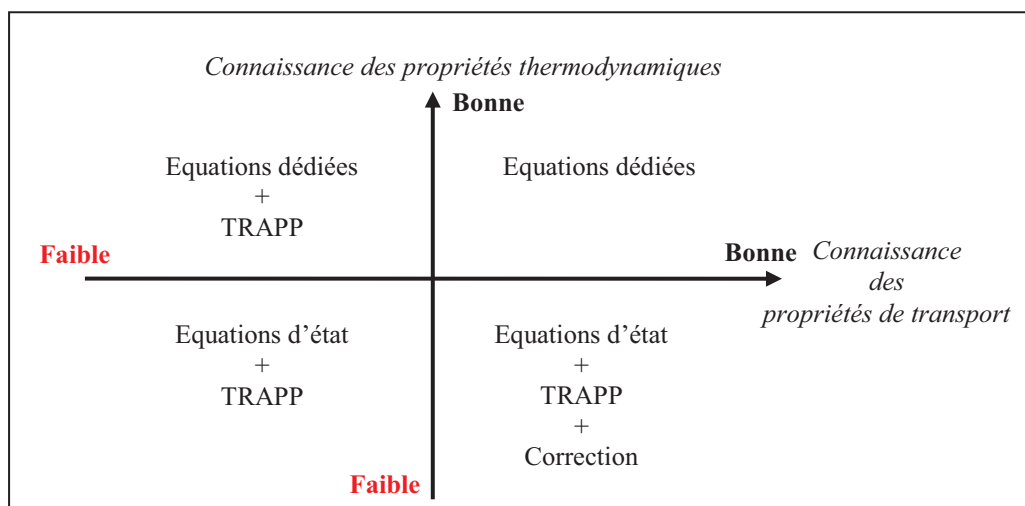 Connaissance des propriétés thermodynamiques
Bonne
Equations dédiées
+
TRAPP
Equations dédiées
Faible
Bonne
Connaissance
des
propriétés de transport
Equations d’état
+
TRAPP
Equations d’état
+
TRAPP
+
Correction
Faible